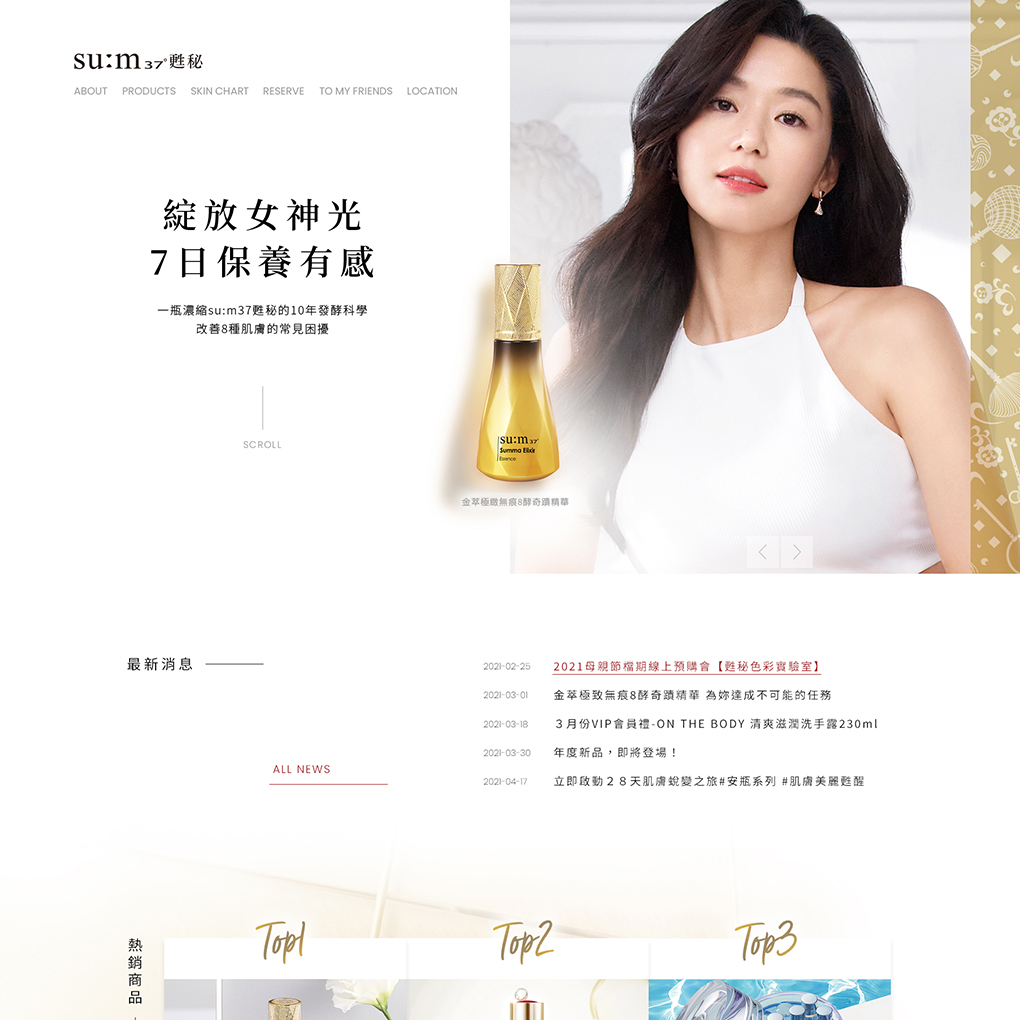 su:m37°甦秘
ABOUT PRODUCTS SKIN CHART RESERVE TO MY FRIENDS LOCATION
綻放女神光
7日保養有感
一瓶濃縮su:m37甦秘的10年發酵科學
改善8種肌膚的常見困擾
SCROLL
su:m37°
Summa Elixir
Essence
金萃極緻無痕8酵奇蹟精華
最新消息
2021-02-25 2021母親節檔期線上預購會【甦秘色彩實驗室】
2021-03-01 金萃極致無痕8酵奇蹟精華 為妳達成不可能的任務
2021-03-18 ３月份VIP會員禮-ON THE BODY 清爽滋潤洗手露230ml
2021-03-30 年度新品，即將登場！
2021-04-17 立即啟動２８天肌膚蛻變之旅#安瓶系列 #肌膚美麗甦醒
ALL NEWS
熱銷商品
Top1
Top2
Top3